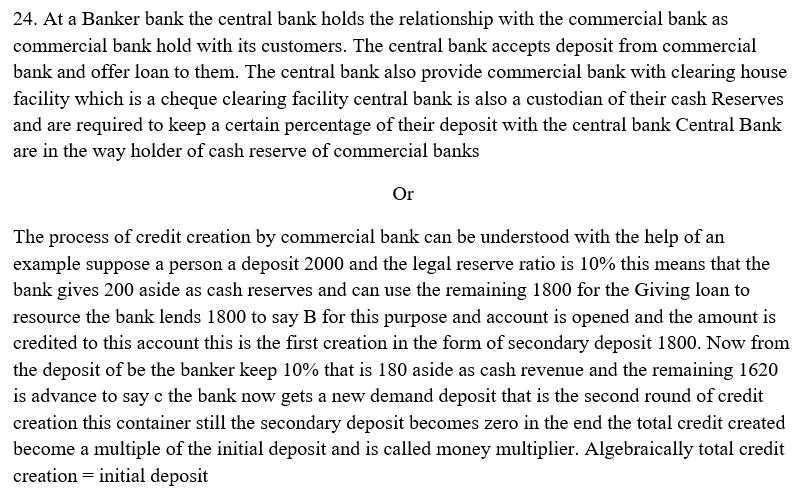 24. At a Banker bank the central bank holds the relationship with the commercial bank as
commercial bank hold with its customers. The central bank accepts deposit from commercial
bank and offer loan to them. The central bank also provide commercial bank with clearing house
facility which is a cheque clearing facility central bank is also a custodian of their cash Reserves
and are required to keep a certain percentage of their deposit with the central bank Central Bank
are in the way holder of cash reserve of commercial banks
Or
The process of credit creation by commercial bank can be understood with the help of an
example suppose a person a deposit 2000 and the legal reserve ratio is 10% this means that the
bank gives 200 aside as cash reserves and can use the remaining 1800 for the Giving loan to
resource the bank lends 1800 to say B for this purpose and account is opened and the amount is
credited to this account this is the first creation in the form of secondary deposit 1800. Now from
the deposit of be the banker keep 10% that is 180 aside as cash revenue and the remaining 1620
is advance to say c the bank now gets a new demand deposit that is the second round of credit
creation this container still the secondary deposit becomes zero in the end the total credit created
become a multiple of the initial deposit and is called money multiplier. Algebraically total credit
creation = initial deposit